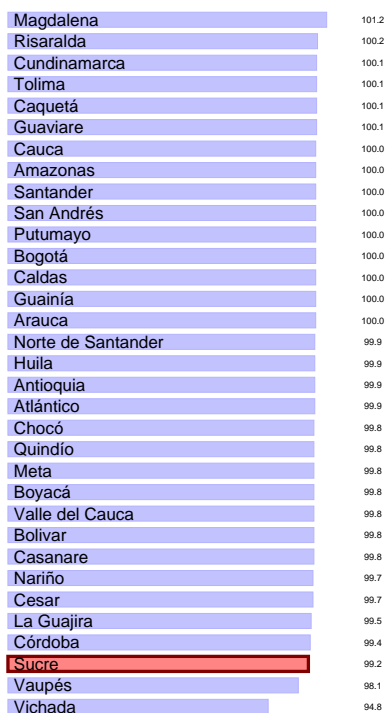 Magdalena 101.2
Risaralda 100.2
Cundinamarca 100.1
Tolima 100.1
Caquetá 100.1
Guaviare 100.1
Cauca 100.0
Amazonas 100.0
Santander 100.0
San Andrés 100.0
Putumayo 100.0
Bogotá 100.0
Caldas 100.0
Guainía 100.0
Arauca 100.0
Norte de Santander 99.9
Huila 99.9
Antioquia 99.9
Atlántico 99.9
Chocó 99.8
Quindío 99.8
Meta 99.8
Boyacá 99.8
Valle del Cauca 99.8
Bolivar 99.8
Casanare 99.8
Nariño 99.7
Cesar 99.7
La Guajira 99.5
Córdoba 99.4
Sucre 99.2
Vaupés 98.1
Vichada 94.8